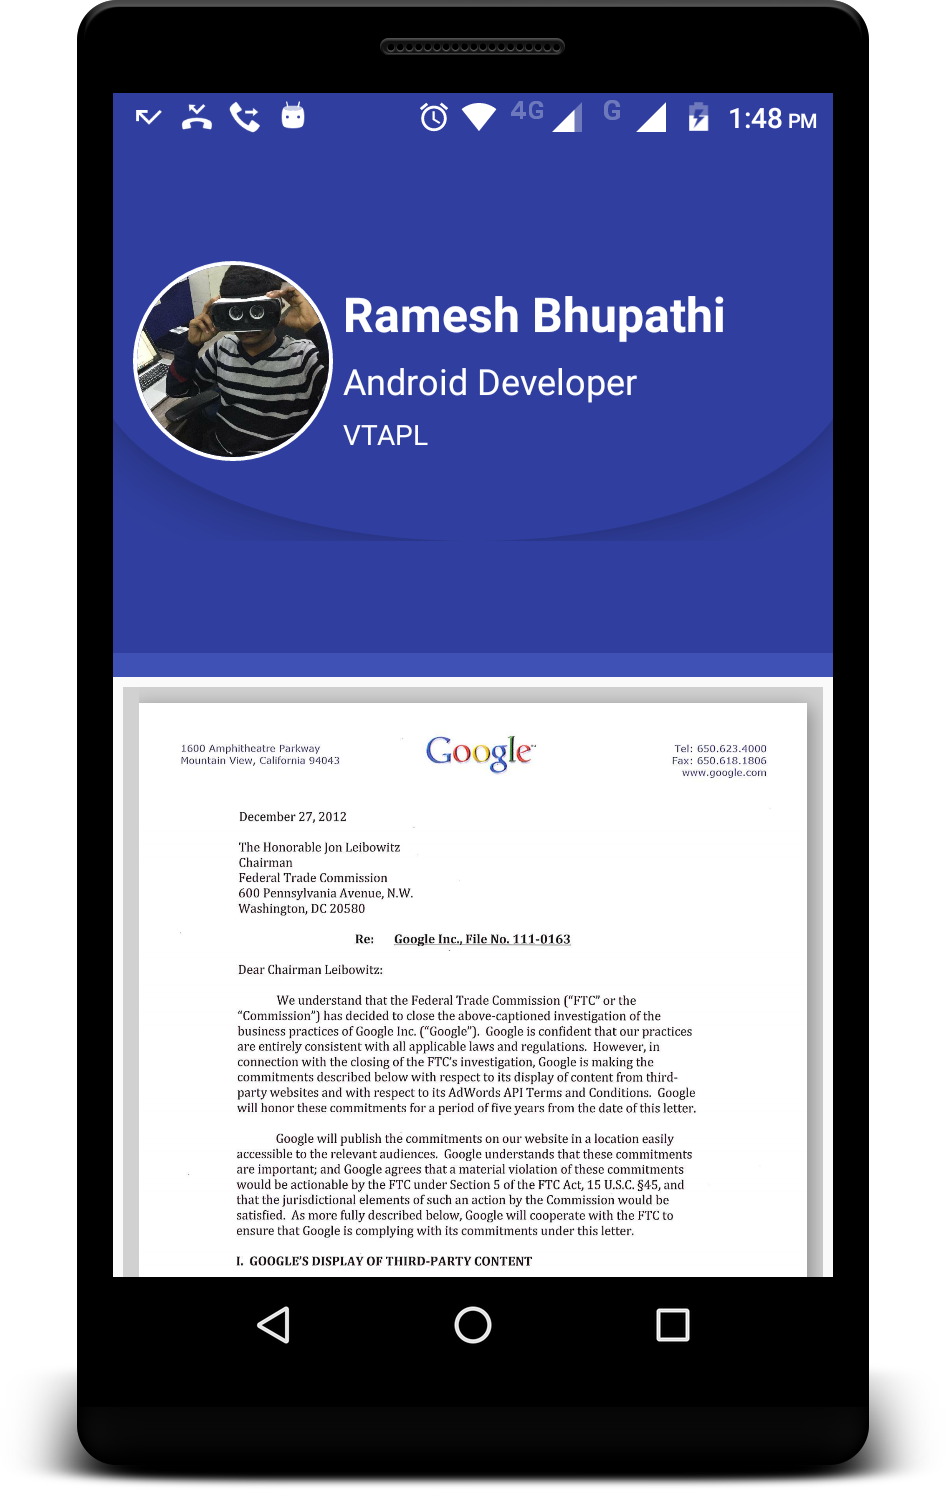 4G G 1:48 PM
Ramesh Bhupathi
Android Developer
VTAPL
1600 Amphitheatre Parkway
Mountain View, California 94043
Google™
Tel: 650.623.4000
Fax: 650.618.1806
www.google.com
December 27, 2012
The Honorable Jon Leibowitz
Chairman
Federal Trade Commission
600 Pennsylvania Avenue, N.W.
Washington, DC 20580
Re: Google Inc., File No. 111-0163
Dear Chairman Leibowitz:
We understand that the Federal Trade Commission (“FTC” or the
“Commission”) has decided to close the above-captioned investigation of the
business practices of Google Inc. (“Google”). Google is confident that our practices
are entirely consistent with all applicable laws and regulations. However, in
connection with the closing of the FTC’s investigation, Google is making the
commitments described below with respect to its display of content from third-
party websites and with respect to its AdWords API Terms and Conditions. Google
will honor these commitments for a period of five years from the date of this letter.
Google will publish the commitments on our website in a location easily
accessible to the relevant audiences. Google understands that these commitments
are important; and Google agrees that a material violation of these commitments
would be actionable by the FTC under Section 5 of the FTC Act, 15 U.S.C. §45, and
that the jurisdictional elements of such an action by the Commission would be
satisfied. As more fully described below, Google will cooperate with the FTC to
ensure that Google is complying with its commitments under this letter.
I. GOOGLE’S DISPLAY OF THIRD-PARTY CONTENT